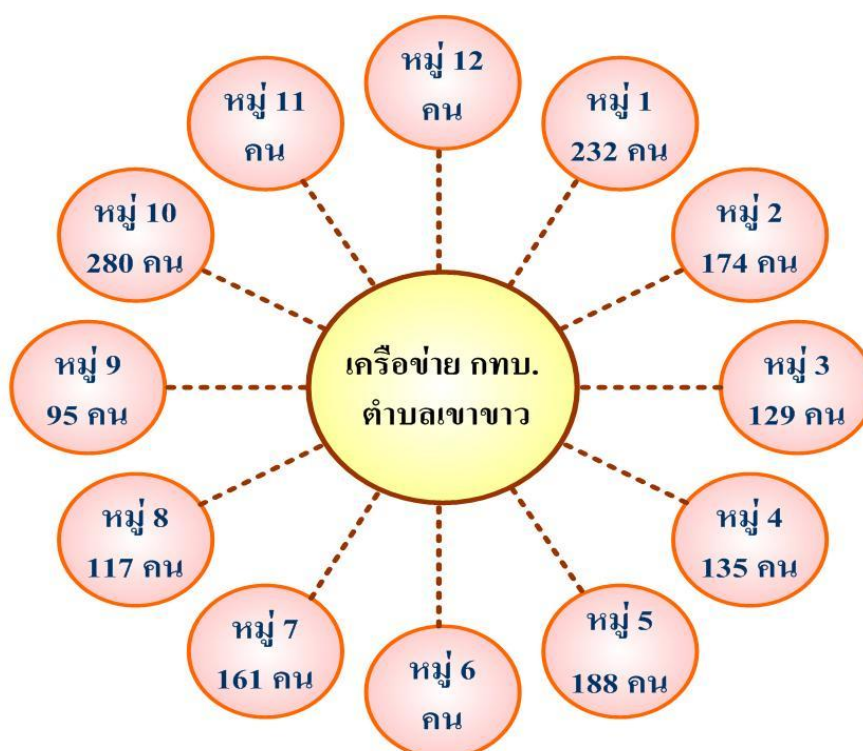 เครือข่าย กทบ.
ตำบลเขาขาว
หมู่ 1
232 คน
หมู่ 2
174 คน
หมู่ 3
129 คน
หมู่ 4
135 คน
หมู่ 5
188 คน
หมู่ 6
คน
หมู่ 7
161 คน
หมู่ 8
117 คน
หมู่ 9
95 คน
หมู่ 10
280 คน
หมู่ 11
คน
หมู่ 12
คน